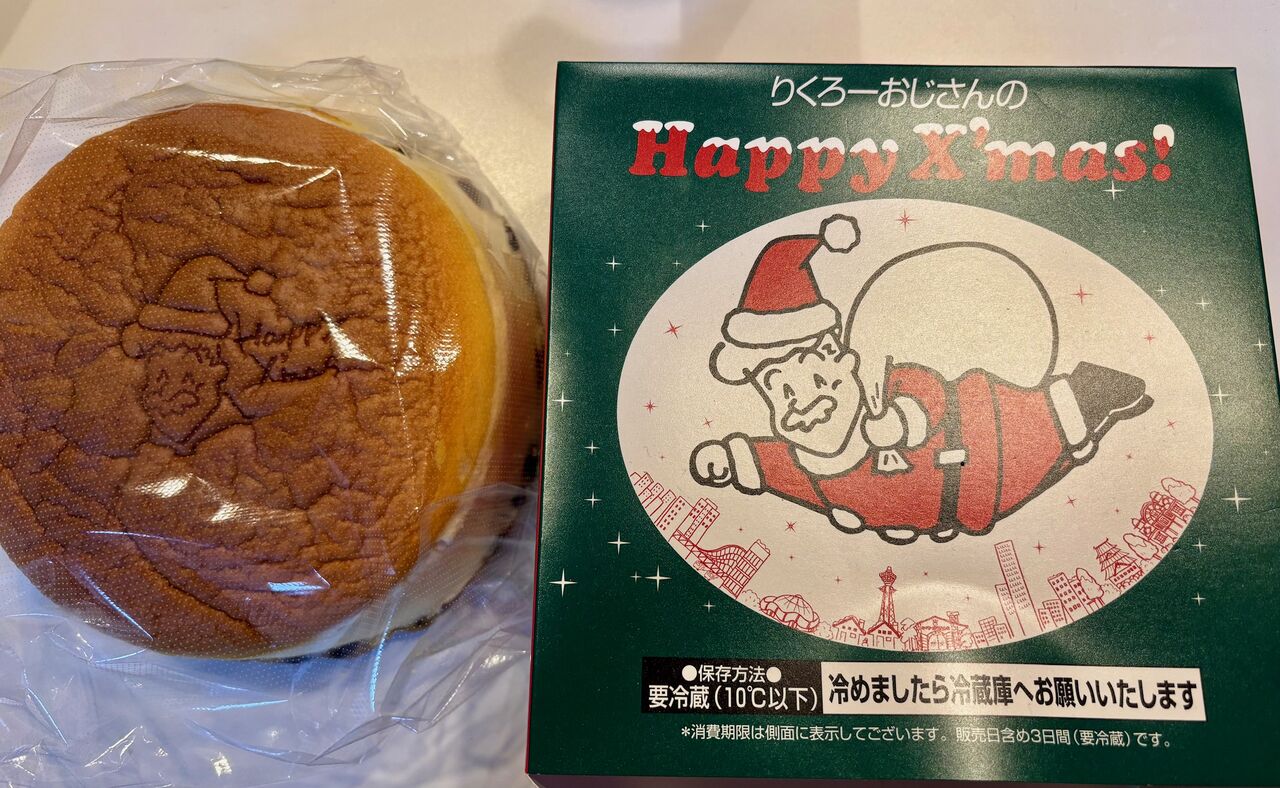 Happy
X'mas
りくろーおじさんの
Happy X'mas!
●保存方法●
要冷蔵(10℃以下)
冷めましたら冷蔵庫へお願いいたします
*消費期限は側面に表示してございます。販売日含め3日間(要冷蔵)です。